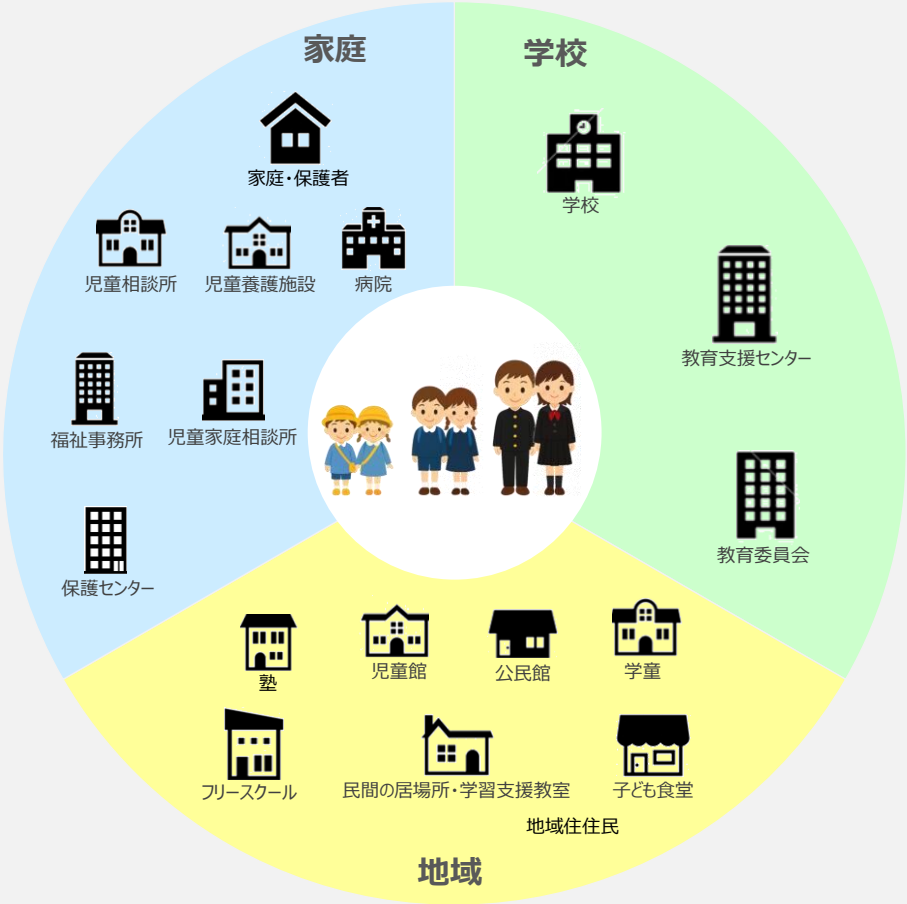 家庭
学校
家庭・保護者
学校
児童相談所
児童養護施設
病院
教育支援センター
福祉事務所
児童家庭相談所
教育委員会
保護センター
塾
児童館
公民館
学童
フリースクール
民間の居場所・学習支援教室
子ども食堂
地域住住民
地域